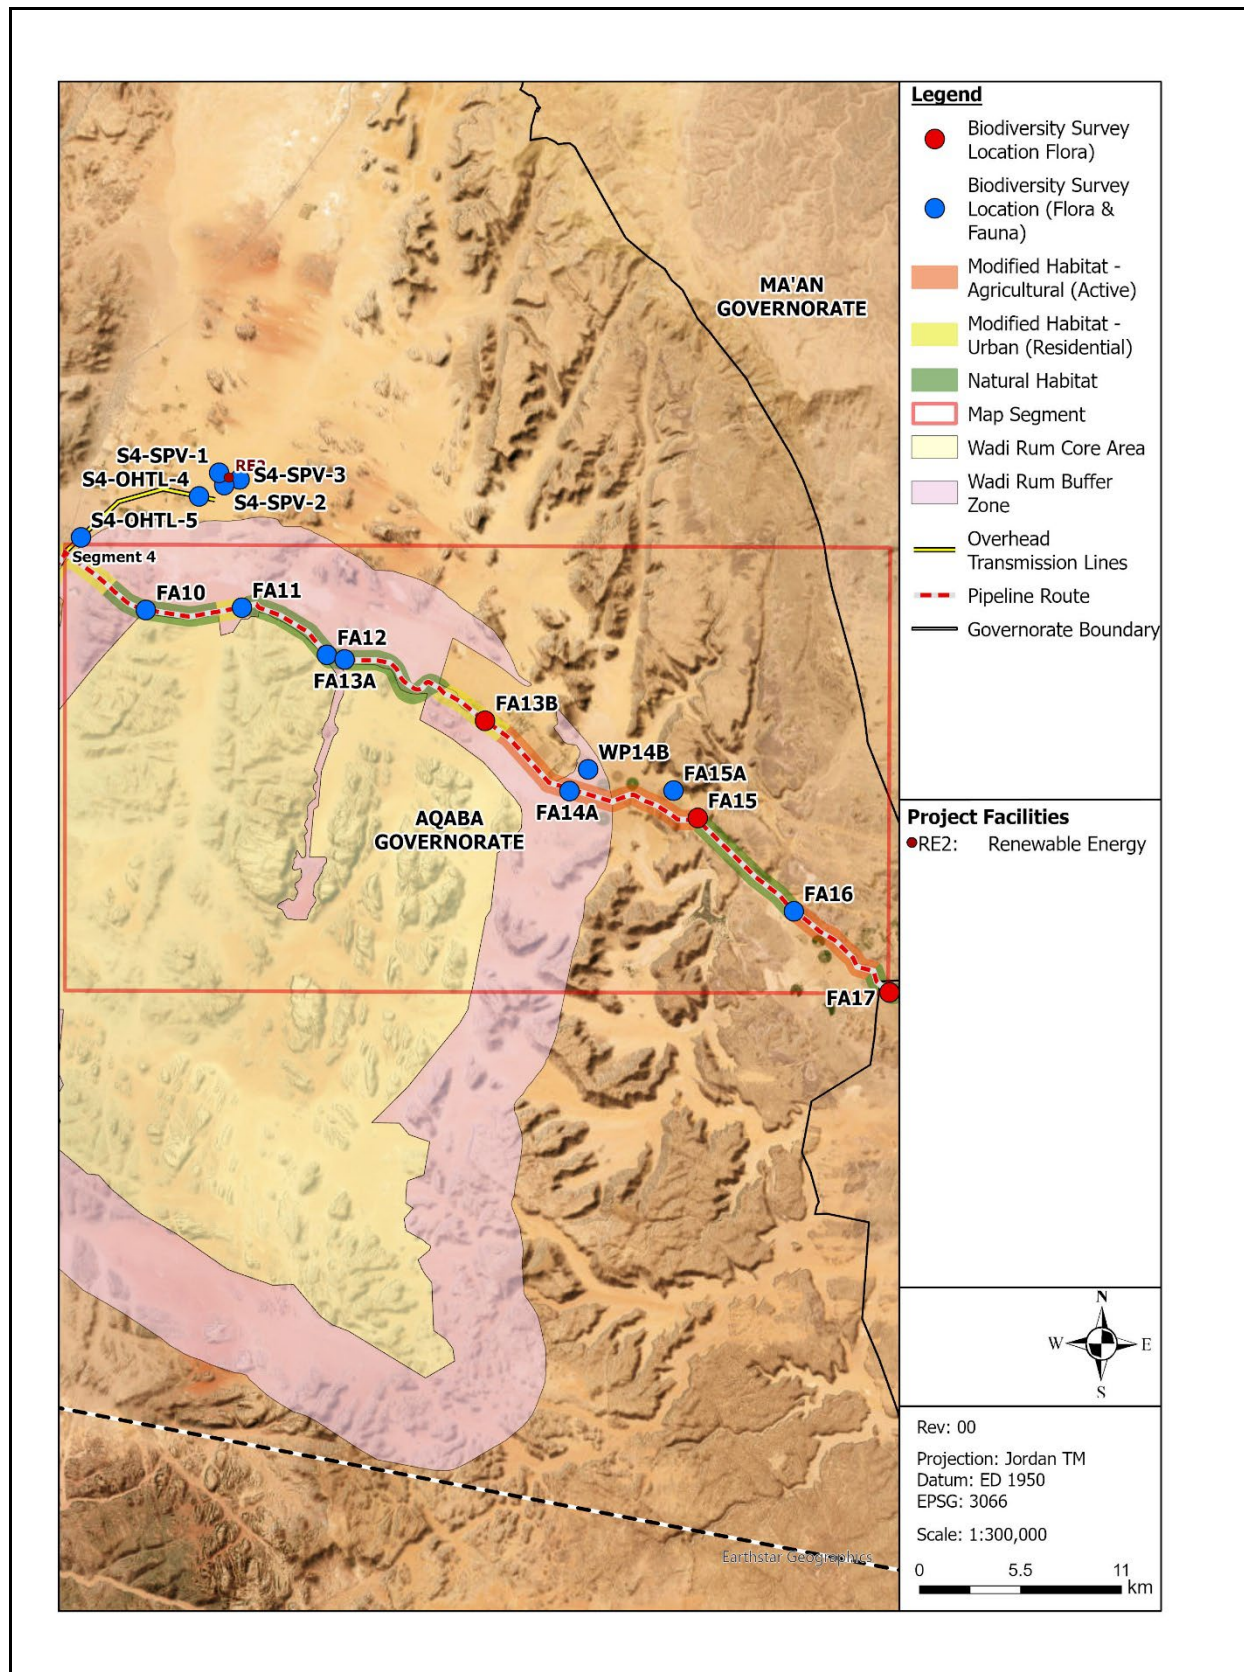 Legend
Biodiversity Survey
Location Flora)
Biodiversity Survey
Location (Flora &
Fauna)
Modified Habitat -
Agricultural (Active)
Modified Habitat -
Urban (Residential)
Natural Habitat
Map Segment
Wadi Rum Core Area
Wadi Rum Buffer
Zone
Overhead
Transmission Lines
Pipeline Route
Governorate Boundary
MA'AN
GOVERNORATE
S4-SPV-1
RE2
S4-SPV-3
S4-OHTL-4
S4-SPV-2
S4-OHTL-5
Segment 4
FA10
FA11
FA12
FA13A
FA13B
WP14B
FA15A
FA14A
FA15
AQABA
GOVERNORATE
FA16
FA17
Project Facilities
RE2: Renewable Energy
N
W
E
S
Rev: 00
Projection: Jordan TM
Datum: ED 1950
EPSG: 3066
Scale: 1:300,000
0 5.5 11
km
Earthstar Geographics